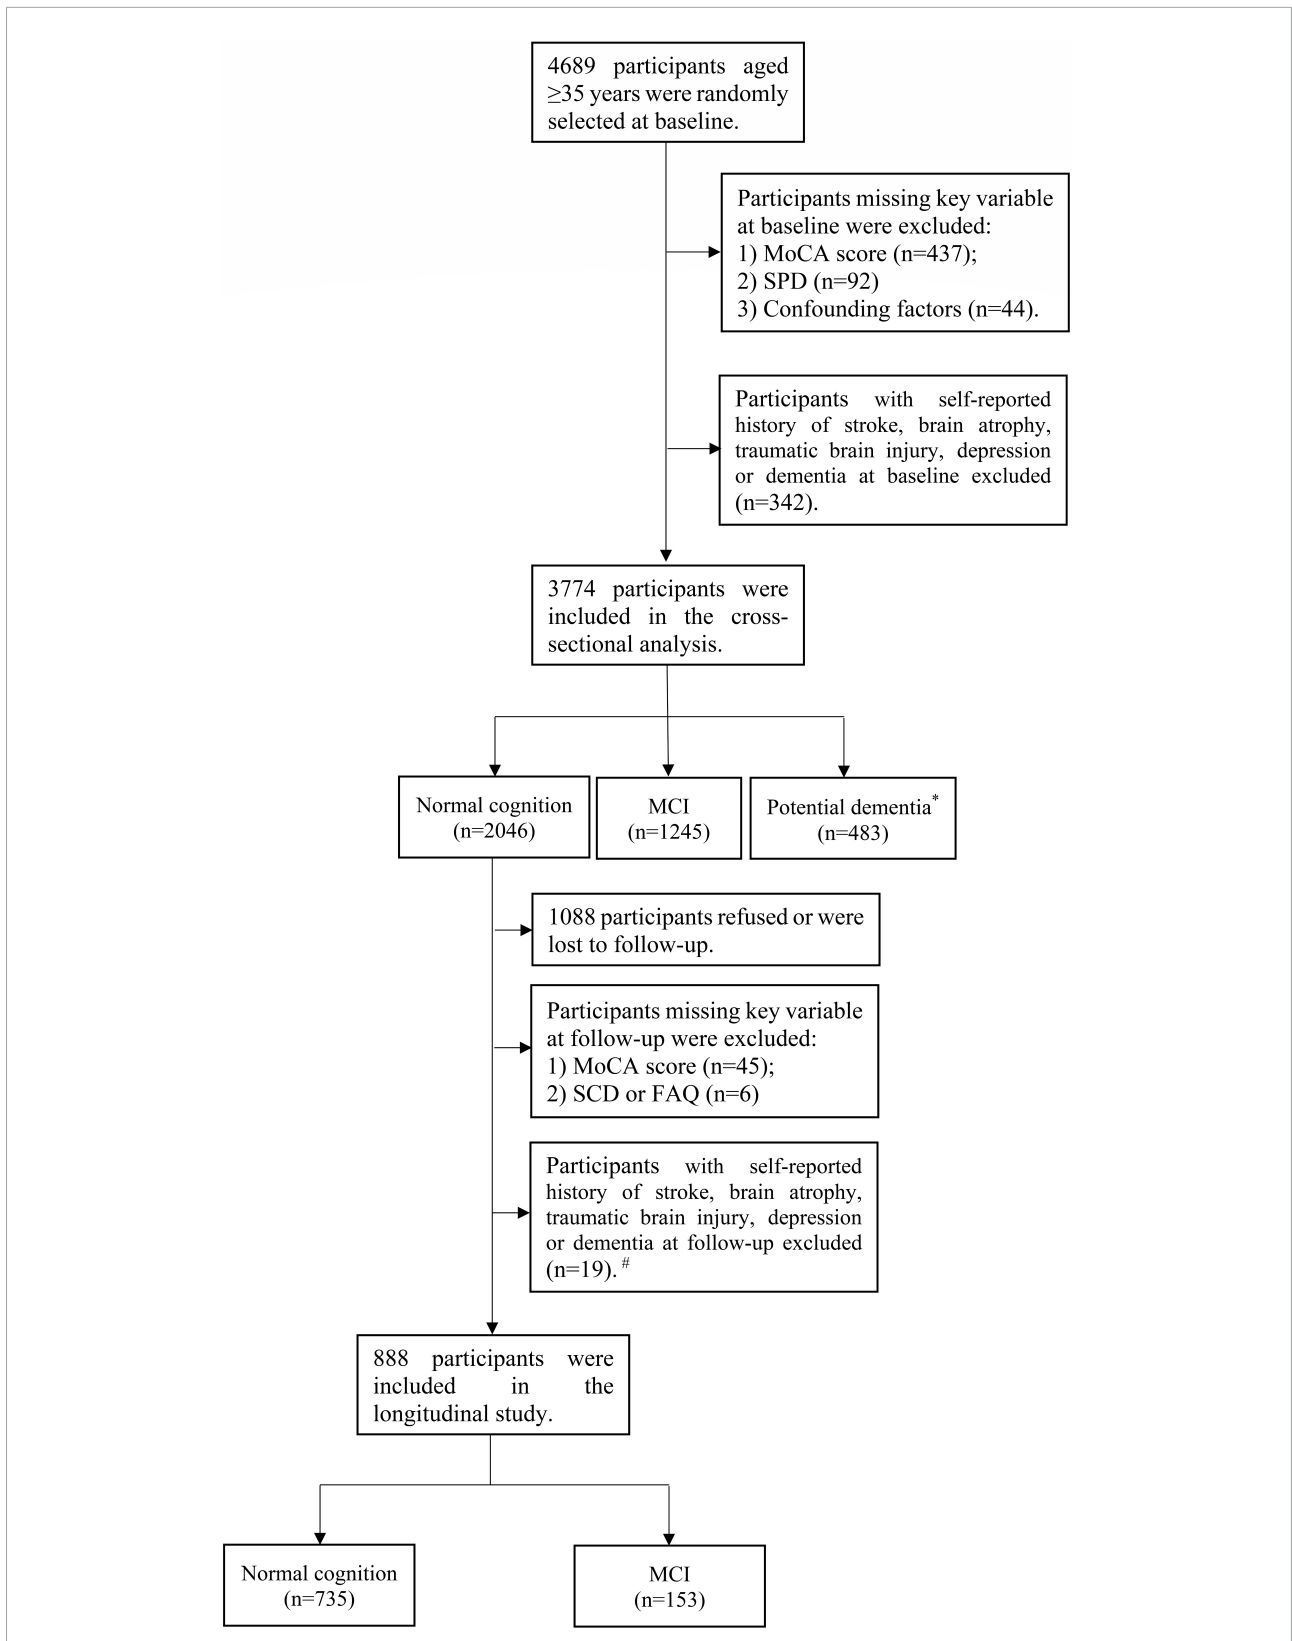 4689 participants aged
≥35 years were randomly
selected at baseline.
Participants missing key variable
at baseline were excluded:
1) MoCA score (n=437);
2) SPD (n=92)
3) Confounding factors (n=44).
Participants with self-reported
history of stroke, brain atrophy,
traumatic brain injury, depression
or dementia at baseline excluded
(n=342).
3774 participants were
included in the cross-
sectional analysis.
Normal cognition
(n=2046)
MCI
(n=1245)
Potential dementia*
(n=483)
1088 participants refused or were
lost to follow-up.
Participants missing key variable
at follow-up were excluded:
1) MoCA score (n=45);
2) SCD or FAQ (n=6)
Participants with self-reported
history of stroke, brain atrophy,
traumatic brain injury, depression
or dementia at follow-up excluded
(n=19). #
888 participants were
included in the
longitudinal study.
Normal cognition
(n=735)
MCI
(n=153)